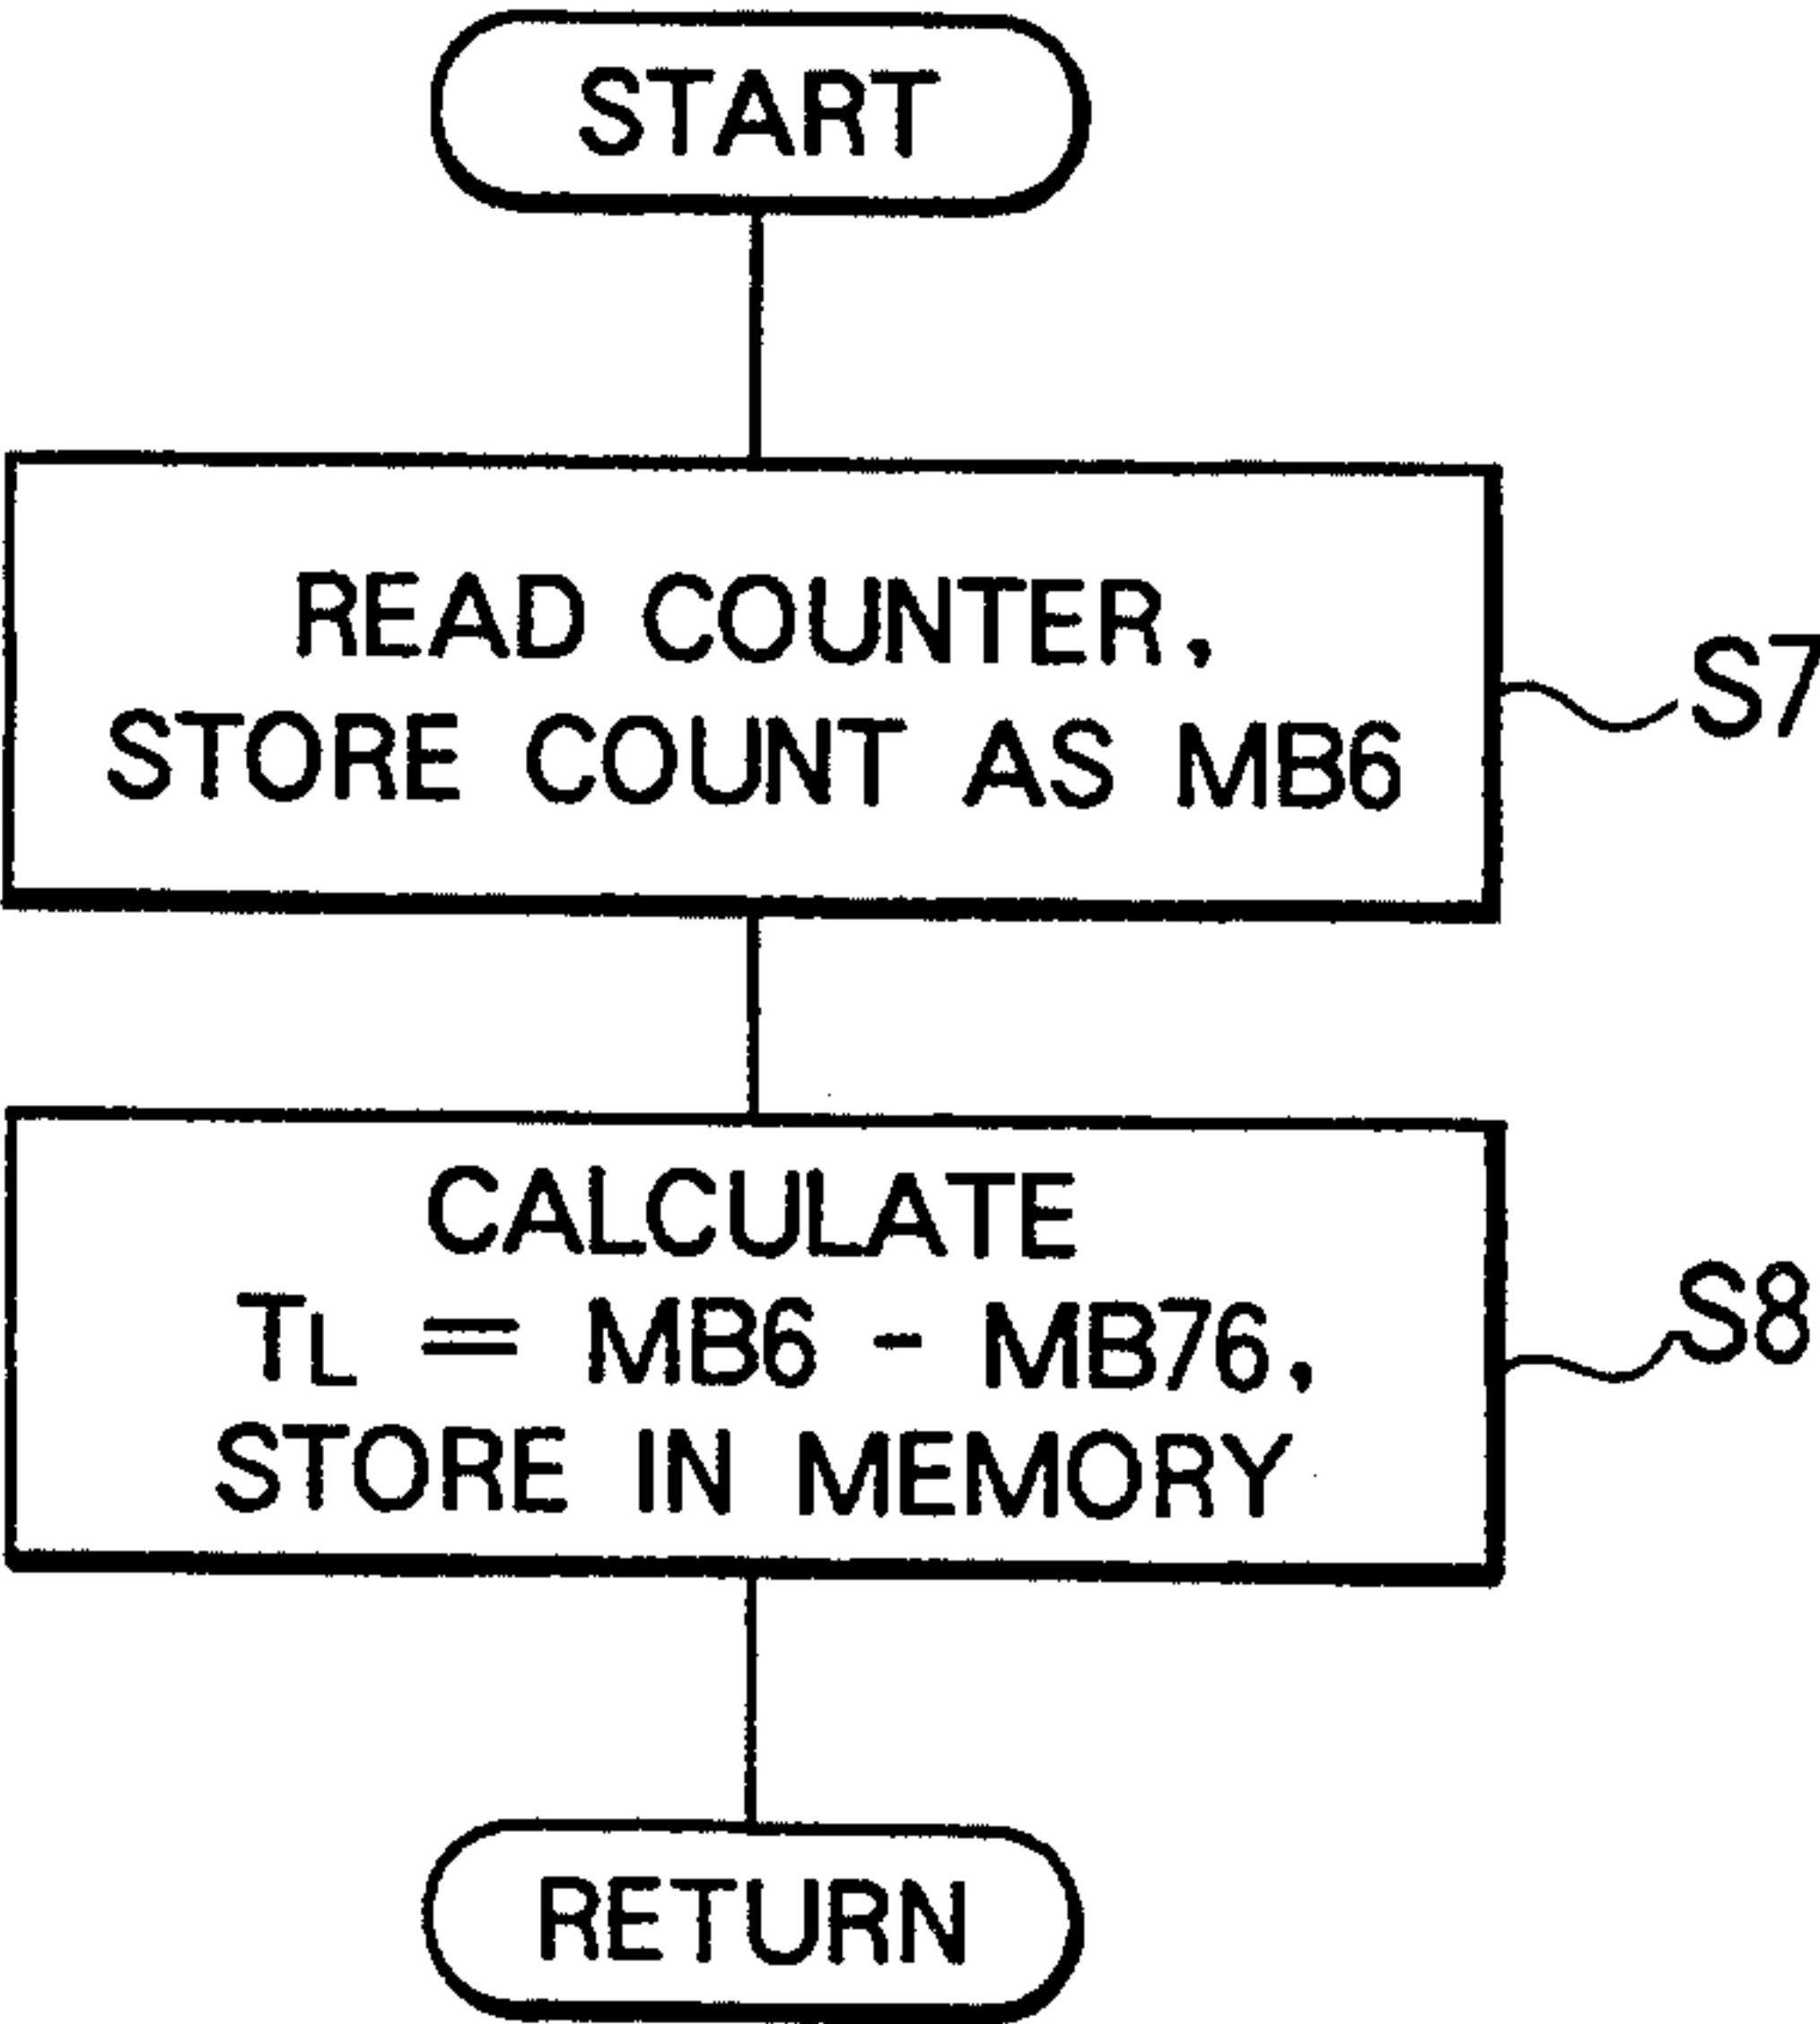 START
READ COUNTER,
STORE COUNT AS MB6
S7
CALCULATE
TL = MB6 - MB76,
STORE IN MEMORY
S8
RETURN